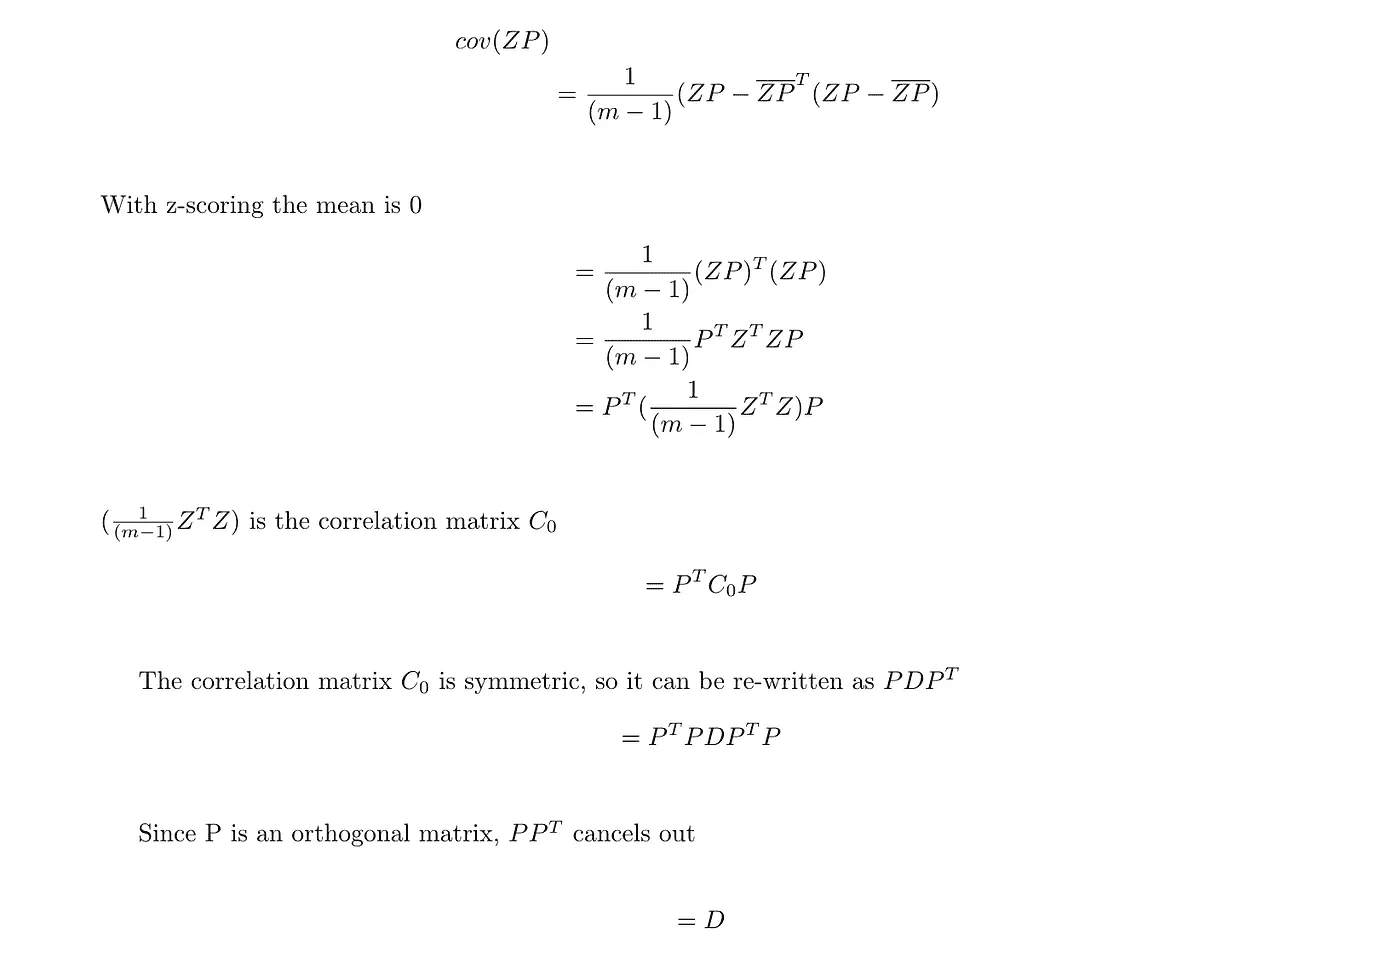 cov(ZP)
= \frac{1}{(m-1)}(ZP - \overline{ZP}^T(ZP - \overline{ZP})
With z-scoring the mean is 0
= \frac{1}{(m-1)}(ZP)^T(ZP)
= \frac{1}{(m-1)}P^TZ^TZP
= P^T(\frac{1}{(m-1)}Z^TZ)P
(\frac{1}{(m-1)}Z^TZ) is the correlation matrix C_0
= P^TC_0P
The correlation matrix C_0 is symmetric, so it can be re-written as PDP^T
= P^TPDP^TP
Since P is an orthogonal matrix, PP^T cancels out
= D